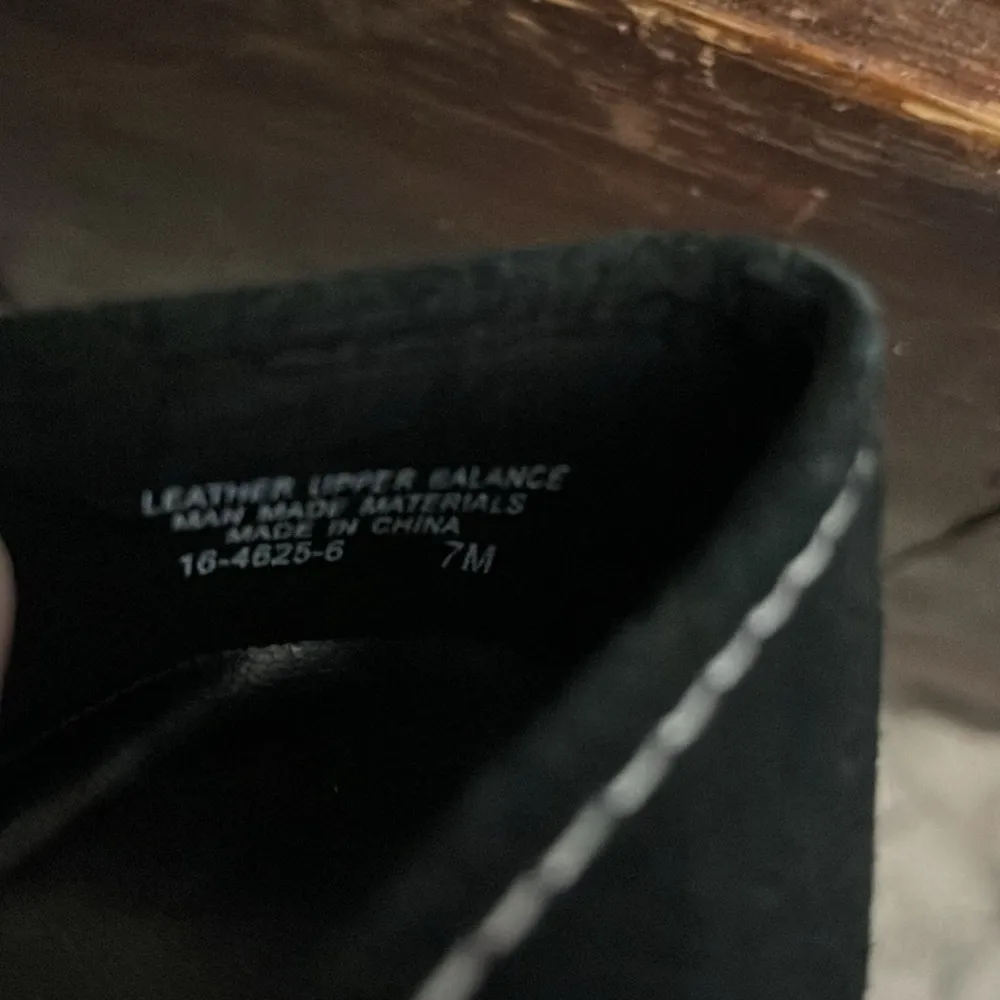 LEATHER UPPER BALANCE
MAN MADE MATERIALS
MADE IN CHINA
16-4625-6 7M